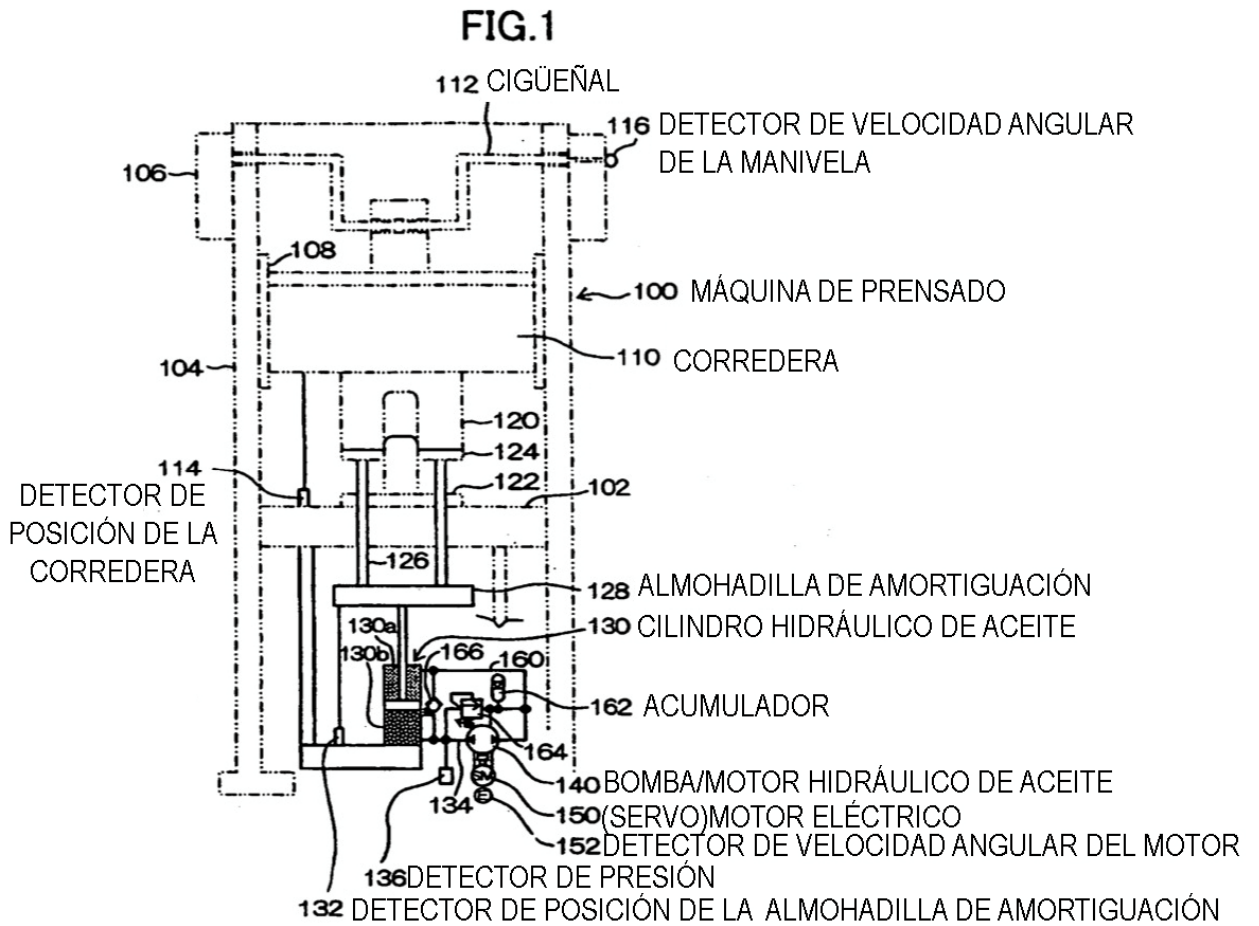 FIG.1
112 CIGÜEÑAL
116 DETECTOR DE VELOCIDAD ANGULAR
DE LA MANIVELA
106
108
100 MÁQUINA DE PRENSADO
110 CORREDERA
104
120
124
114
DETECTOR DE
POSICIÓN DE LA
CORREDERA
122
102
126
128 ALMOHADILLA DE AMORTIGUACIÓN
130a
130 CILINDRO HIDRÁULICO DE ACEITE
130b
166
160
162 ACUMULADOR
164
140 BOMBA/MOTOR HIDRÁULICO DE ACEITE
134
150 (SERVO)MOTOR ELÉCTRICO
152 DETECTOR DE VELOCIDAD ANGULAR DEL MOTOR
136 DETECTOR DE PRESIÓN
132 DETECTOR DE POSICIÓN DE LA ALMOHADILLA DE AMORTIGUACIÓN